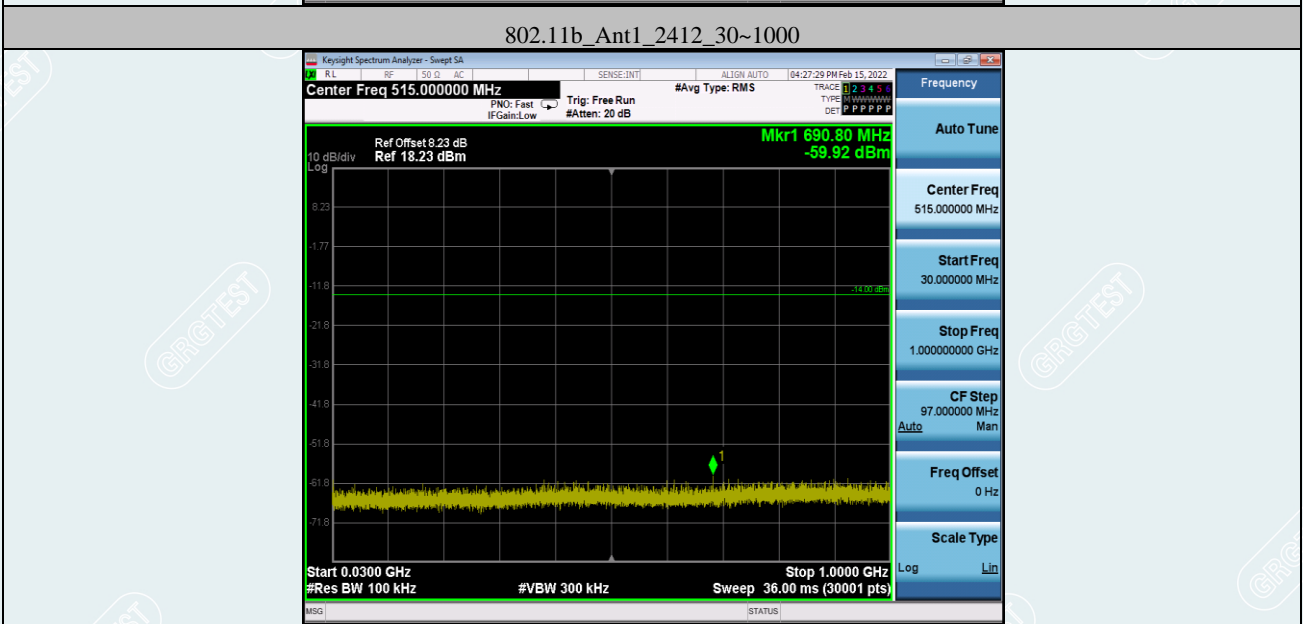 802.11b_Ant1_2412_30~1000
Keysight Spectrum Analyzer - Swept SA
RL RF 50 Ω AC SENSE:INT ALIGN AUTO 04:27:29 PM Feb 15, 2022
Center Freq 515.000000 MHz
PNO: Fast
IFGain:Low
Trig: Free Run
#Atten: 20 dB
#Avg Type: RMS
TRACE 1 2 3 4 5 6
TYPE M WWWWW
DET P P P P P P
Frequency
Auto Tune
Center Freq
515.000000 MHz
Start Freq
30.000000 MHz
Stop Freq
1.000000000 GHz
CF Step
97.000000 MHz
Auto Man
Freq Offset
0 Hz
Scale Type
Log Lin
Mkr1 690.80 MHz
-59.92 dBm
Ref Offset 8.23 dB
10 dB/div Ref 18.23 dBm
Log
8.23
-1.77
-11.8
-14.00 dBm
-21.8
-31.8
-41.8
-51.8
1
-61.8
-71.8
Start 0.0300 GHz Stop 1.0000 GHz
#Res BW 100 kHz #VBW 300 kHz Sweep 36.00 ms (30001 pts)
MSG STATUS
GRGTEST
GRGTEST